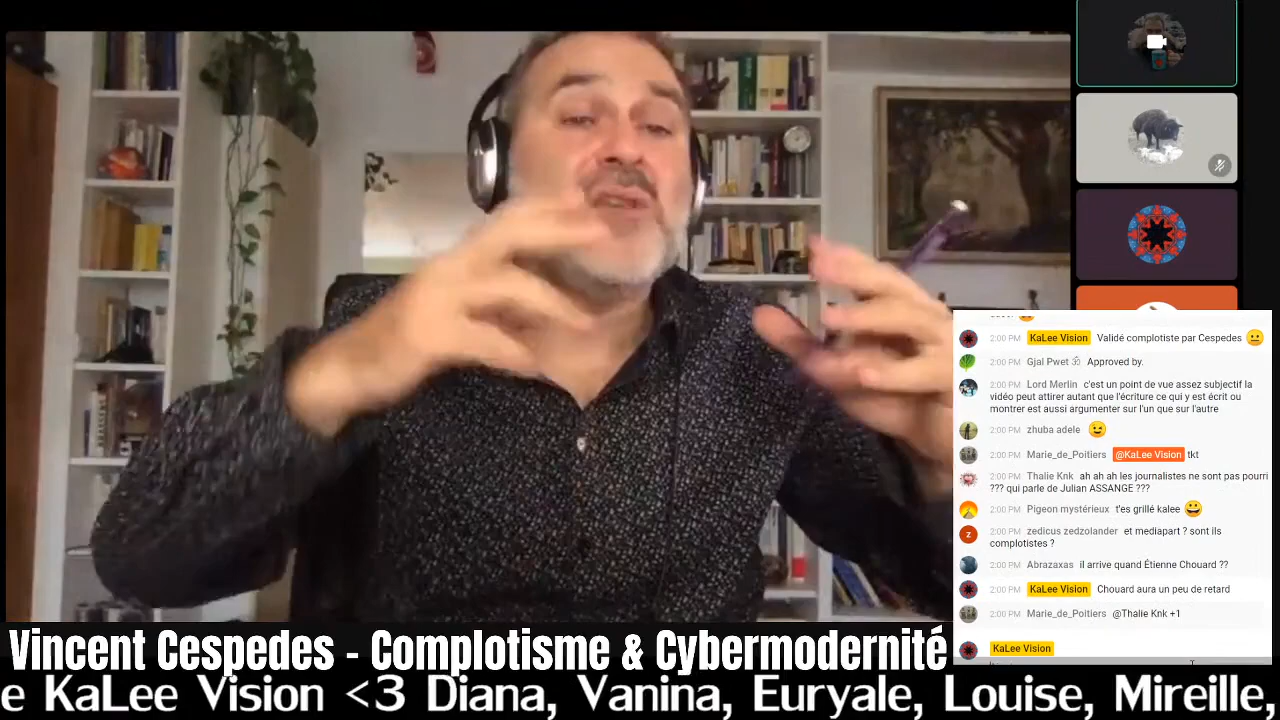 2:00 PM KaLee Vision Validé complotiste par Cespedes 😐
2:00 PM Gjal Pwet ॐ Approved by.
2:00 PM Lord Merlin c'est un point de vue assez subjectif la
vidéo peut attirer autant que l'écriture ce qui y est écrit ou
montrer est aussi argumenter sur l'un que sur l'autre
2:00 PM zhuba adele 😉
2:00 PM Marie_de_Poitiers @KaLee Vision tkt
2:00 PM Thalie Knk ah ah ah les journalistes ne sont pas pourri
??? qui parle de Julian ASSANGE ???
2:00 PM Pigeon mystérieux t'es grillé kalee 😀
2:00 PM zedicus zedzolander et mediapart ? sont ils
complotistes ?
2:00 PM Abrazaxas il arrive quand Étienne Chouard ??
2:00 PM KaLee Vision Chouard aura un peu de retard
2:00 PM Marie_de_Poitiers @Thalie Knk +1
KaLee Vision
Vincent Cespedes - Complotisme & Cybermodernité
e KaLee Vision <3 Diana, Vanina, Euryale, Louise, Mireille,